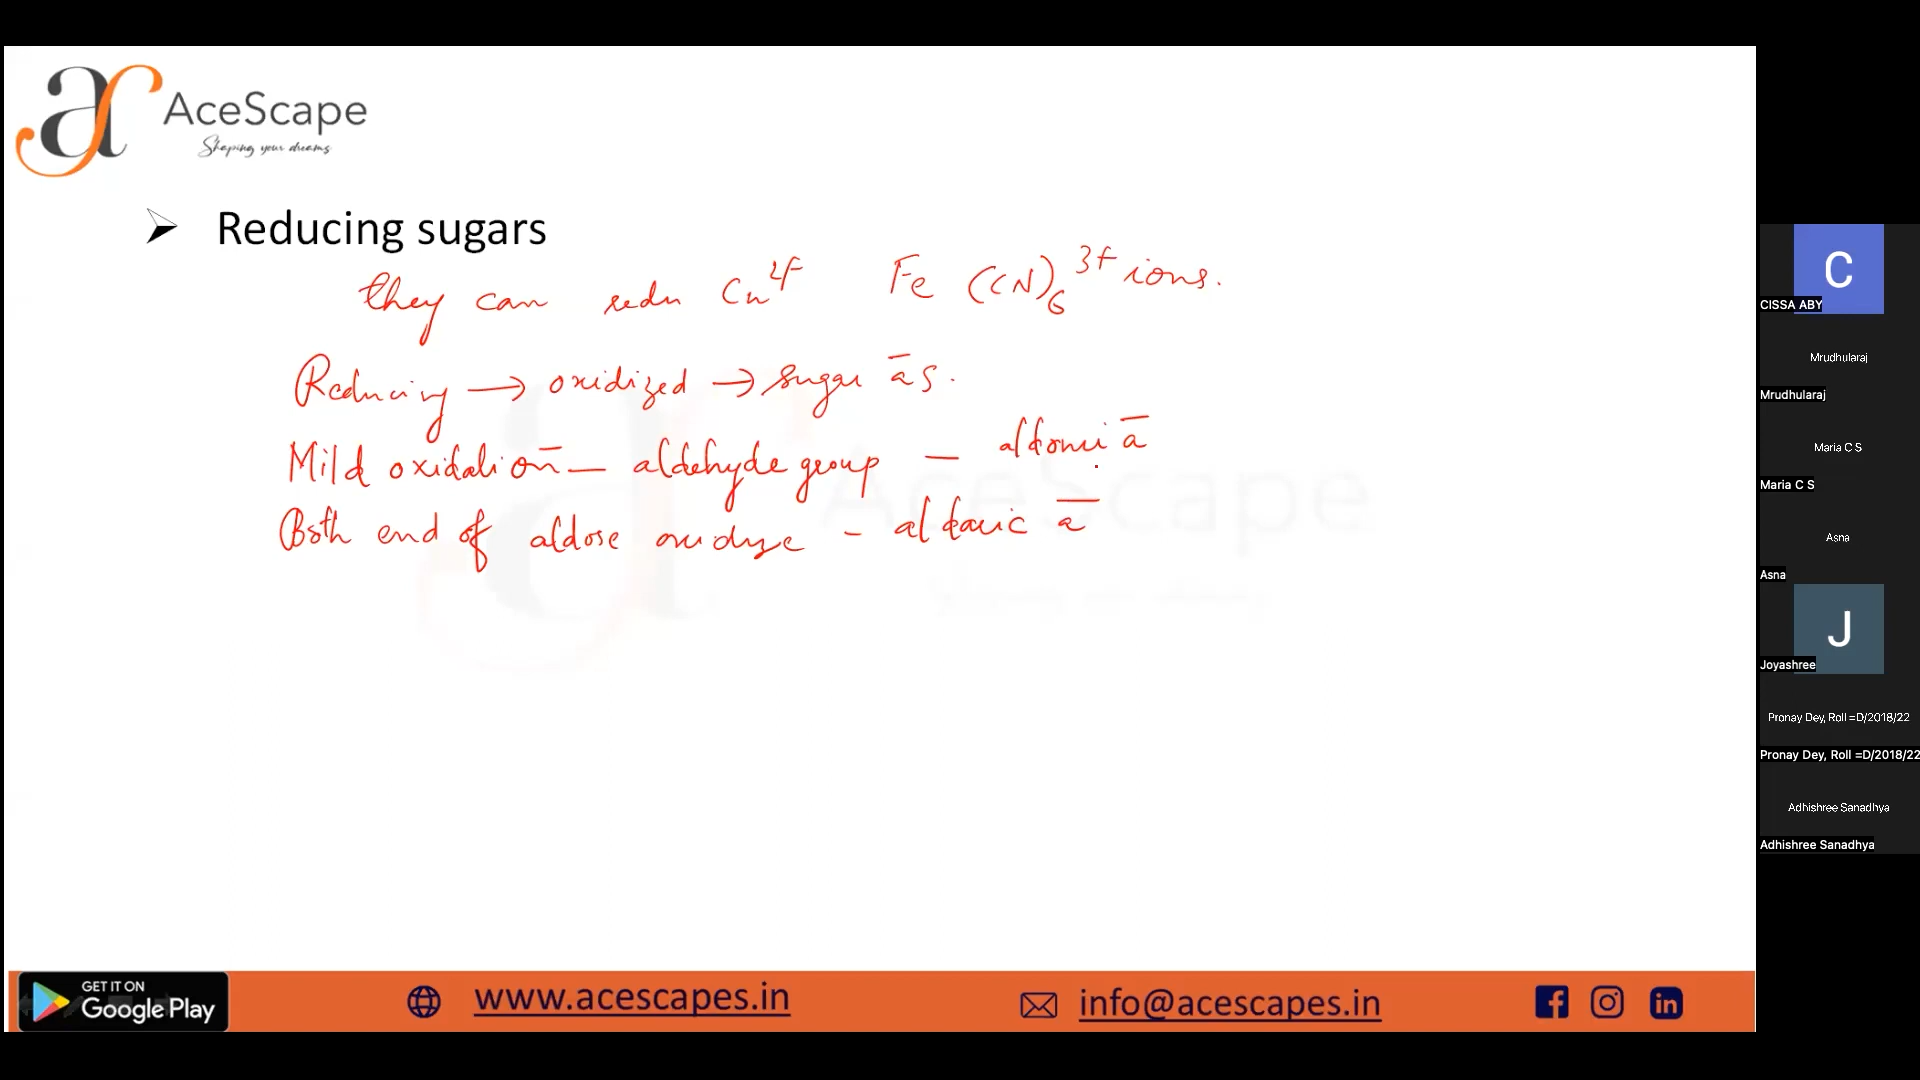 AceScape
Shaping your dreams
Reducing sugars
They can redu Cu2+ Fe (CN)6 3+ ions.
Reducing → oxidized → sugar a̅s.
Mild oxidation̅ — aldehyde group — aldonic a̅
Both end of aldose oxidize - aldaric a̅
AceScape
GET IT ON
Google Play
www.acescapes.in
info@acescapes.in
C
CISSA ABY
Mrudhularaj
Mrudhularaj
Maria C S
Maria C S
Asna
Asna
J
Joyashree
Pronay Dey, Roll =D/2018/22
Pronay Dey, Roll =D/2018/22
Adhishree Sanadhya
Adhishree Sanadhya